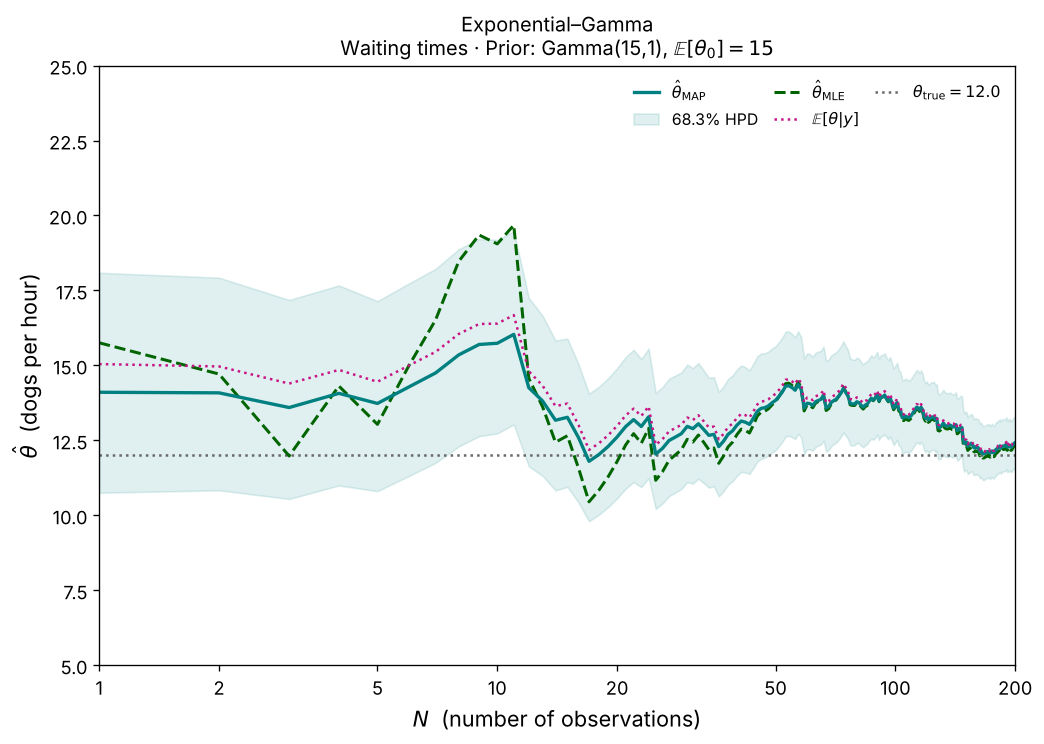 Exponential–Gamma
Waiting times · Prior: Gamma(15,1), 𝔼[θ₀] = 15
θ̂_MAP
68.3% HPD
θ̂_MLE
𝔼[θ|y]
θ_true = 12.0
25.0
22.5
20.0
17.5
15.0
12.5
10.0
7.5
5.0
θ̂ (dogs per hour)
1 2 5 10 20 50 100 200
N (number of observations)